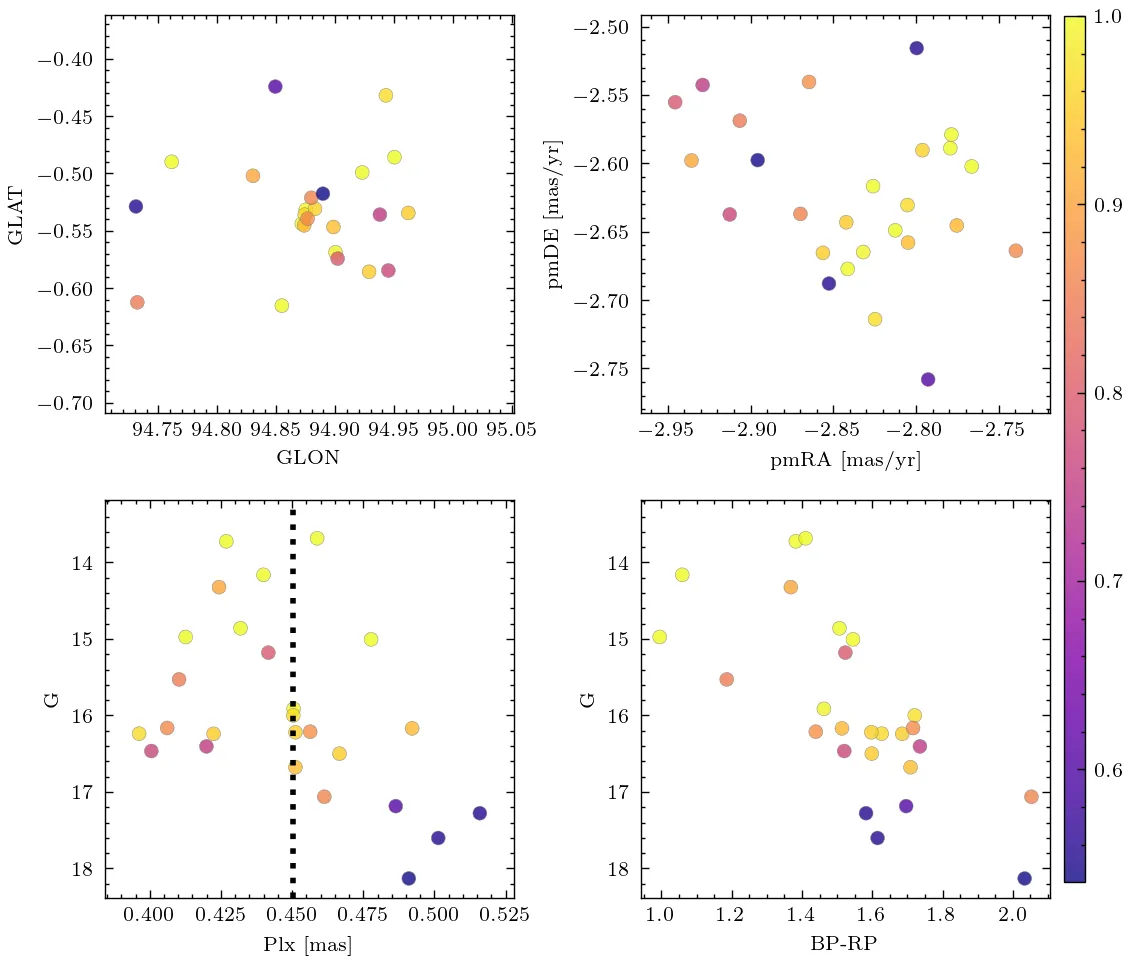 −0.40
−0.45
−0.50
−0.55
−0.60
−0.65
−0.70
GLAT
94.75 94.80 94.85 94.90 94.95 95.00 95.05
GLON
−2.50
−2.55
−2.60
−2.65
−2.70
−2.75
pmDE [mas/yr]
−2.95 −2.90 −2.85 −2.80 −2.75
pmRA [mas/yr]
1.0
0.9
0.8
0.7
0.6
14
15
16
17
18
G
0.400 0.425 0.450 0.475 0.500 0.525
Plx [mas]
14
15
16
17
18
G
1.0 1.2 1.4 1.6 1.8 2.0
BP-RP